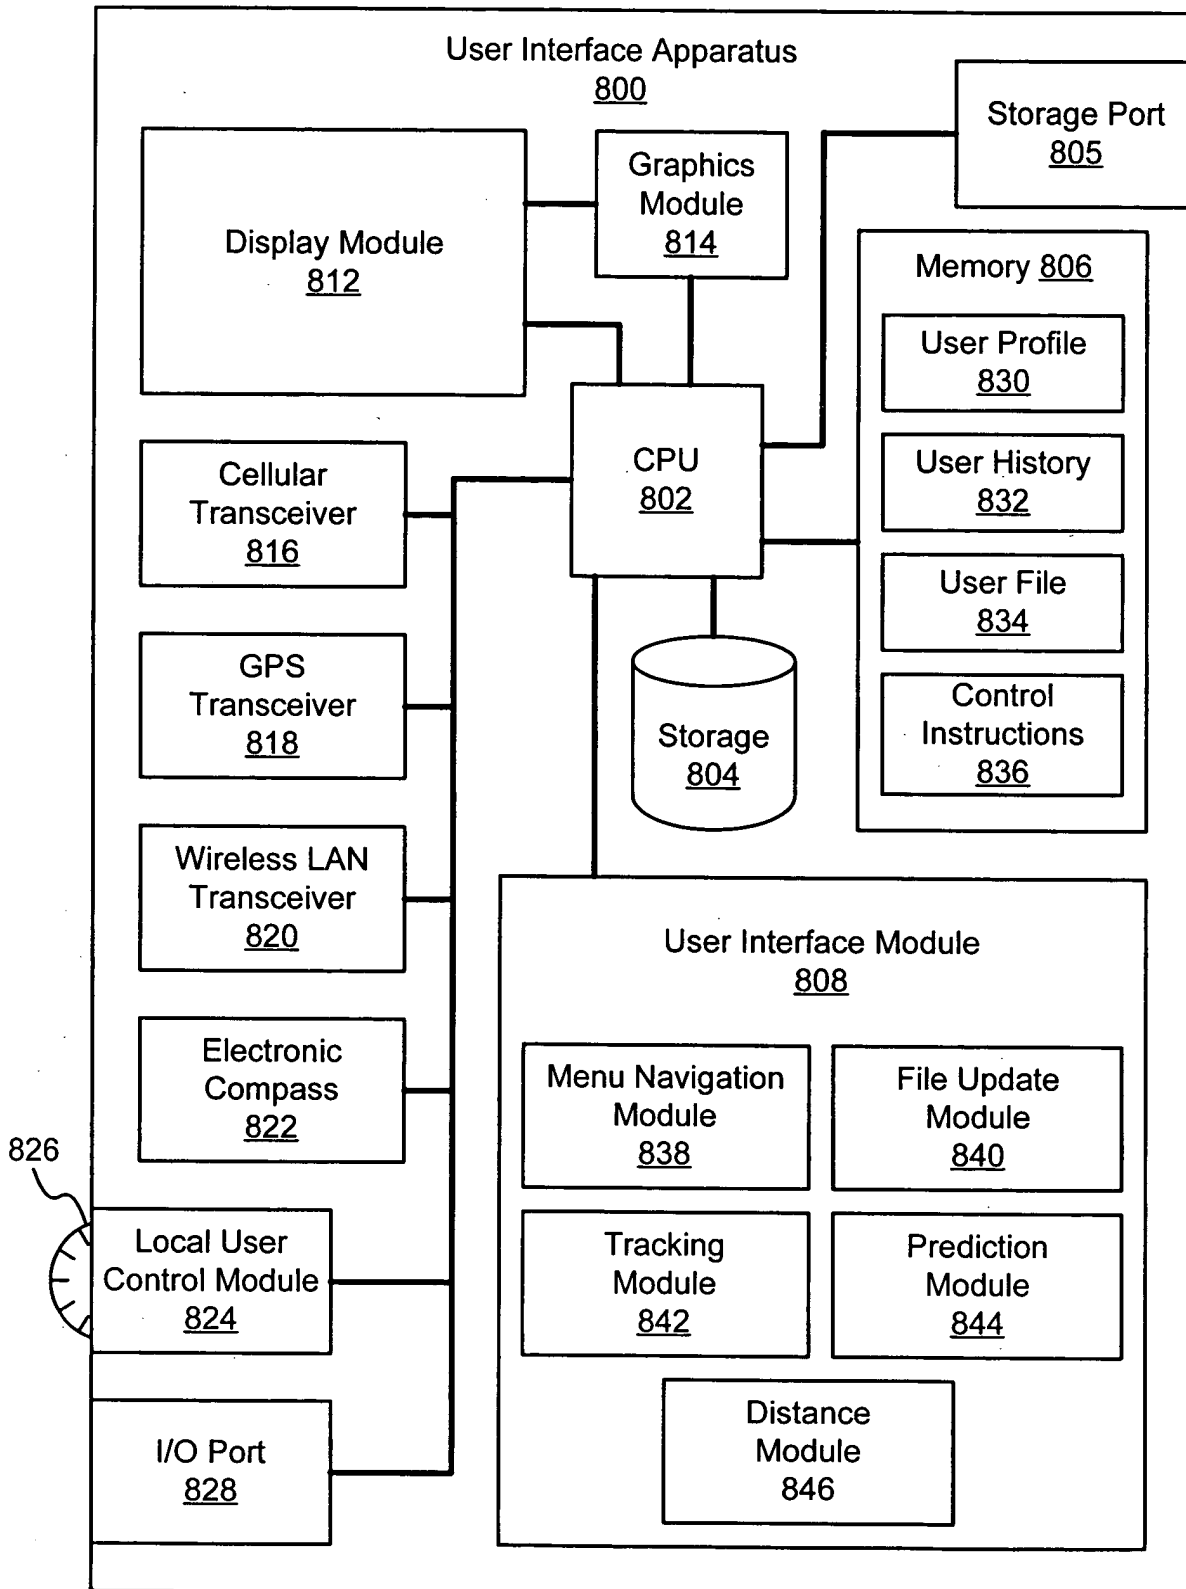 User Interface Apparatus
800
Storage Port
805
Graphics
Module
814
Display Module
812
Memory 806
User Profile
830
User History
832
User File
834
Control
Instructions
836
CPU
802
Storage
804
Cellular
Transceiver
816
GPS
Transceiver
818
Wireless LAN
Transceiver
820
Electronic
Compass
822
826
Local User
Control Module
824
I/O Port
828
User Interface Module
808
Menu Navigation
Module
838
File Update
Module
840
Tracking
Module
842
Prediction
Module
844
Distance
Module
846